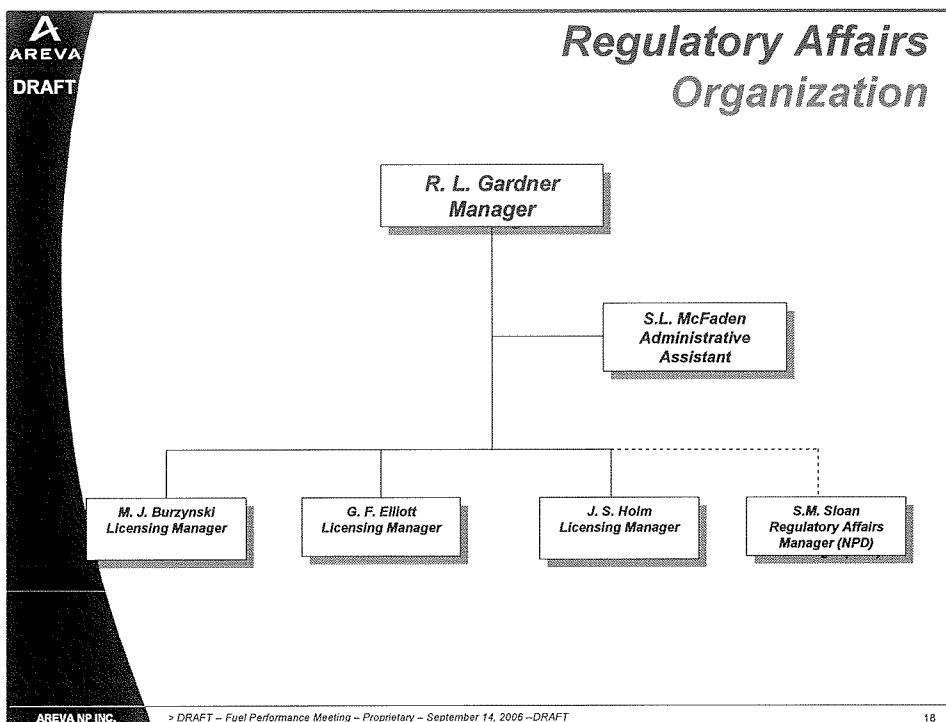 AREVA
DRAFT
Regulatory Affairs
Organization
R. L. Gardner
Manager
S.L. McFaden
Administrative
Assistant
M. J. Burzynski
Licensing Manager
G. F. Elliott
Licensing Manager
J. S. Holm
Licensing Manager
S.M. Sloan
Regulatory Affairs
Manager (NPD)
AREVA NP INC.
> DRAFT – Fuel Performance Meeting – Proprietary – September 14, 2006 --DRAFT
18